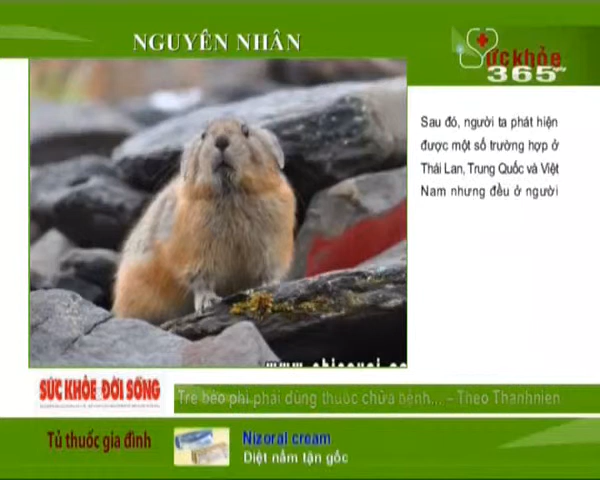 NGUYÊN NHÂN
Sức khỏe
365
Sau đó, người ta phát hiện
được một số trường hợp ở
Thái Lan, Trung Quốc và Việt
Nam nhưng đều ở người
SỨC KHỎE ĐỜI SỐNG
Trẻ béo phì phải dùng thuốc chữa bệnh... – Theo Thanhnien
Tủ thuốc gia đình
Nizoral cream
Diệt nấm tận gốc